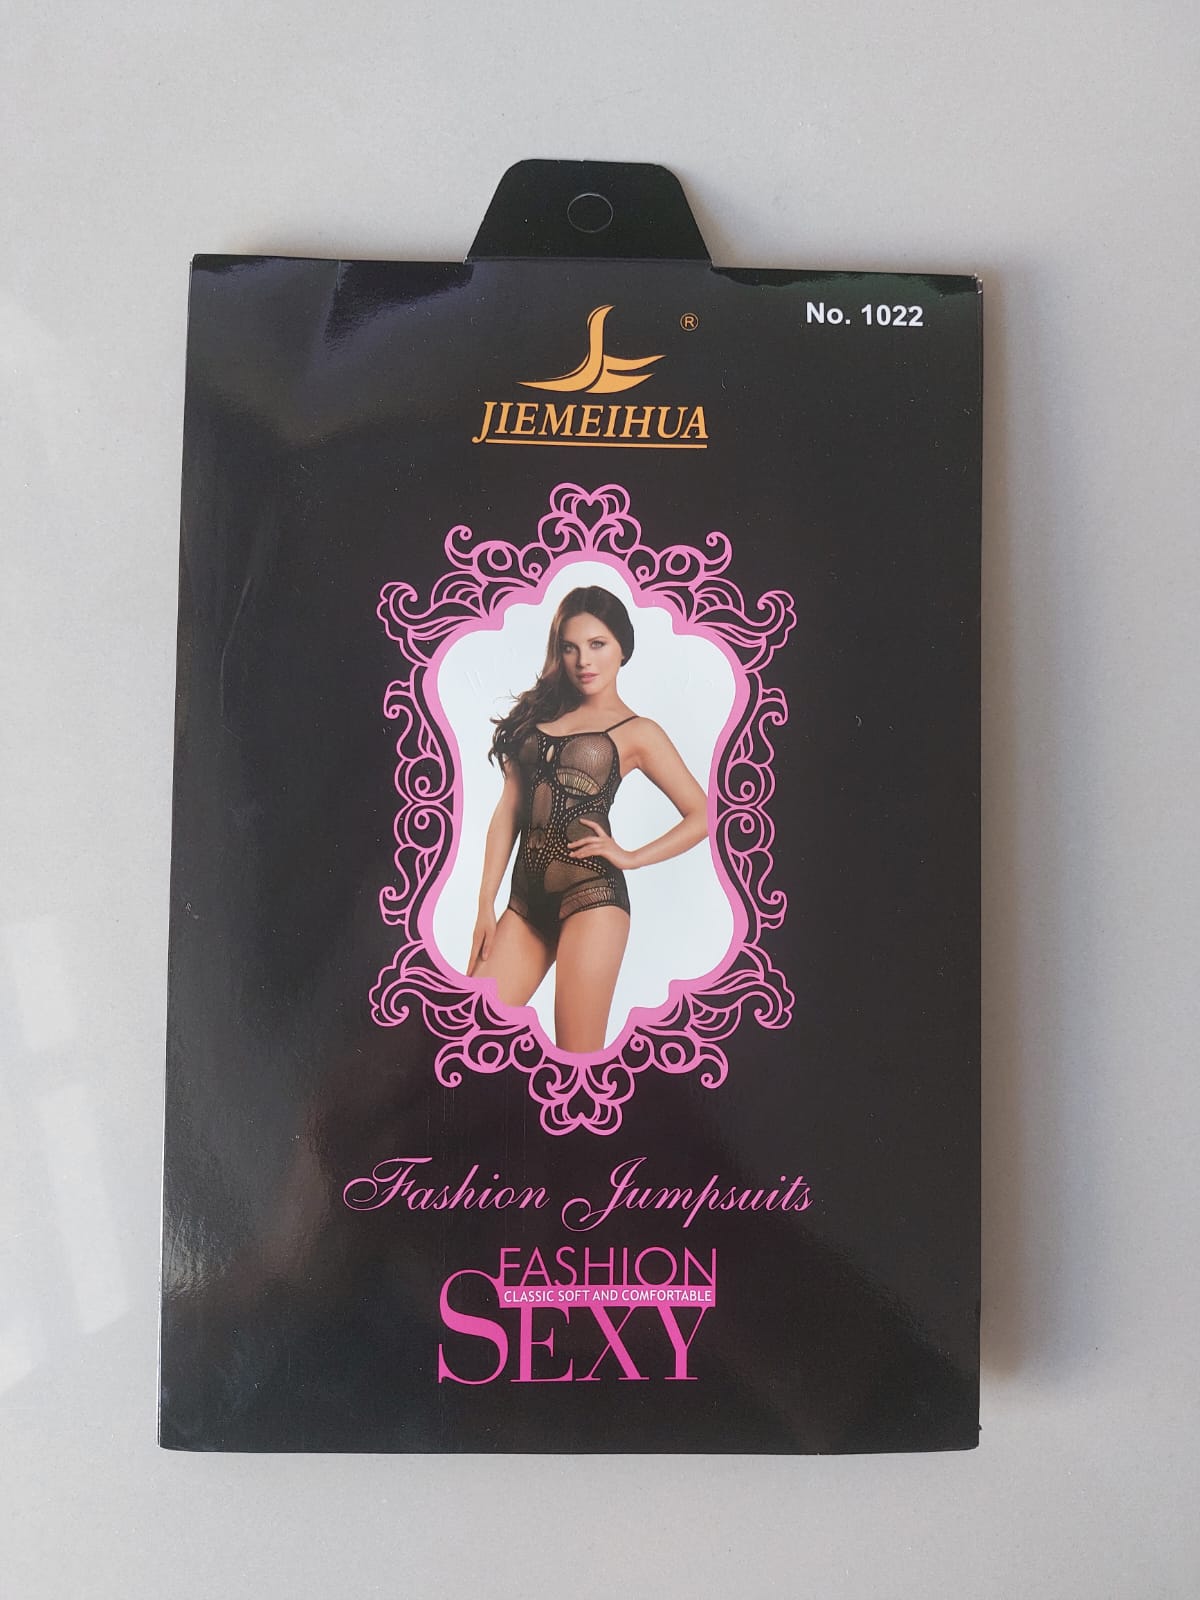 No. 1022
®
JIEMEIHUA
Fashion Jumpsuits
FASHION
CLASSIC SOFT AND COMFORTABLE
SEXY